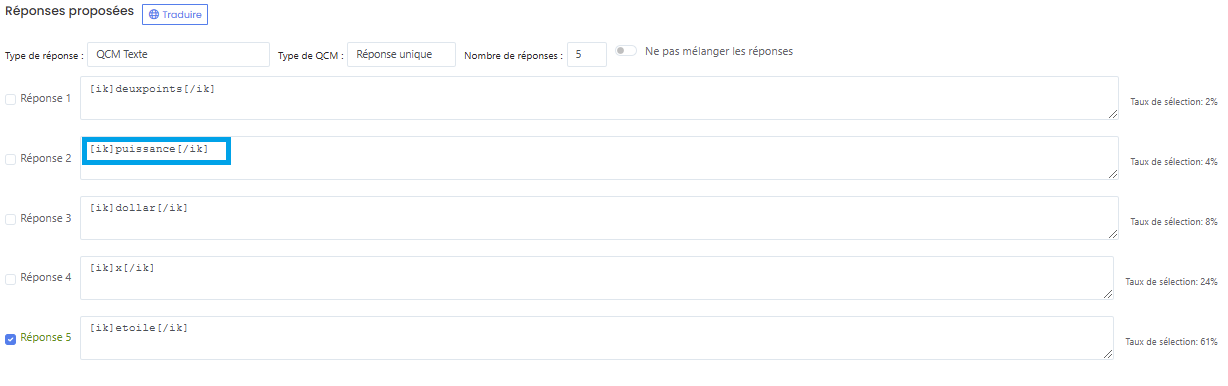 Réponses proposées Traduire
Type de réponse : QCM Texte Type de QCM : Réponse unique Nombre de réponses : 5 Ne pas mélanger les réponses
Réponse 1 [ik]deuxpoints[/ik] Taux de sélection: 2%
Réponse 2 [ik]puissance[/ik] Taux de sélection: 4%
Réponse 3 [ik]dollar[/ik] Taux de sélection: 8%
Réponse 4 [ik]x[/ik] Taux de sélection: 24%
Réponse 5 [ik]etoile[/ik] Taux de sélection: 61%